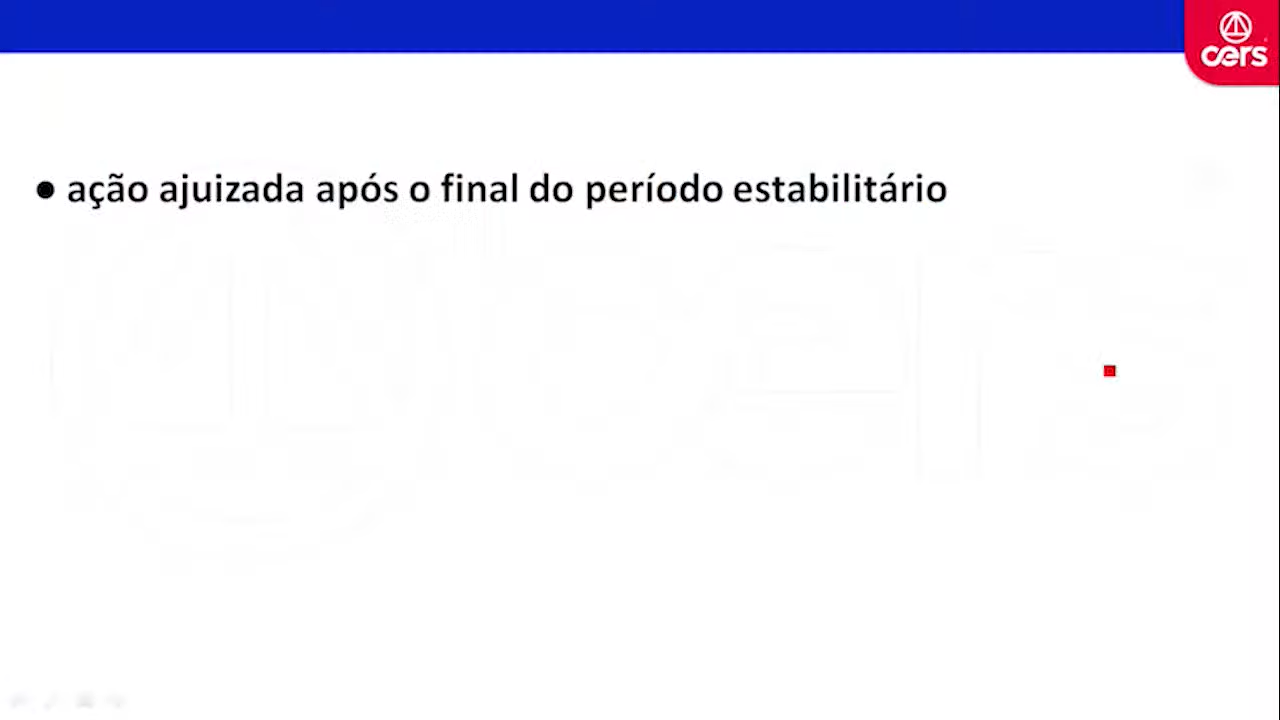 cers
● ação ajuizada após o final do período estabilitário